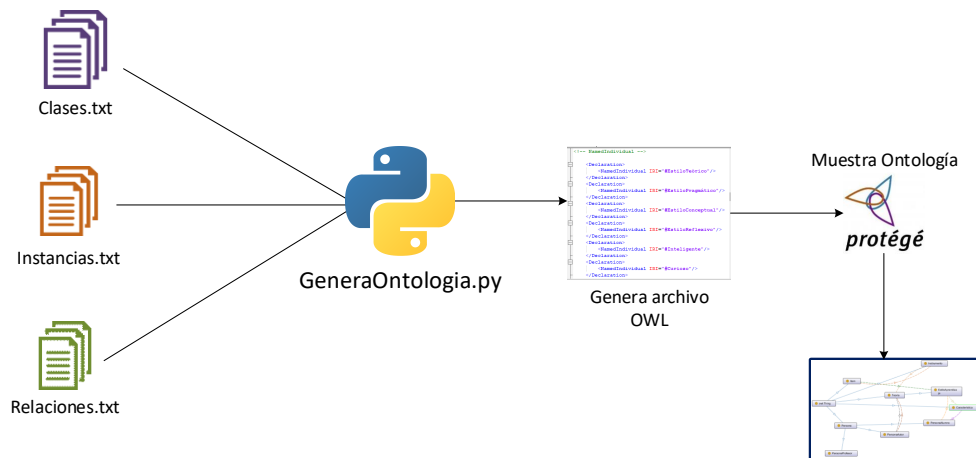 Clases.txt
Instancias.txt
Relaciones.txt
GeneraOntologia.py
<!-- NamedIndividual -->
<Declaration>
<NamedIndividual IRI="#EstiloTeórico"/>
</Declaration>
<Declaration>
<NamedIndividual IRI="#EstiloPragmático"/>
</Declaration>
<Declaration>
<NamedIndividual IRI="#EstiloConceptual"/>
</Declaration>
<Declaration>
<NamedIndividual IRI="#EstiloReflexivo"/>
</Declaration>
<Declaration>
<NamedIndividual IRI="#Inteligente"/>
</Declaration>
<Declaration>
<NamedIndividual IRI="#Curioso"/>
</Declaration>
Genera archivo
OWL
Muestra Ontología
protégé